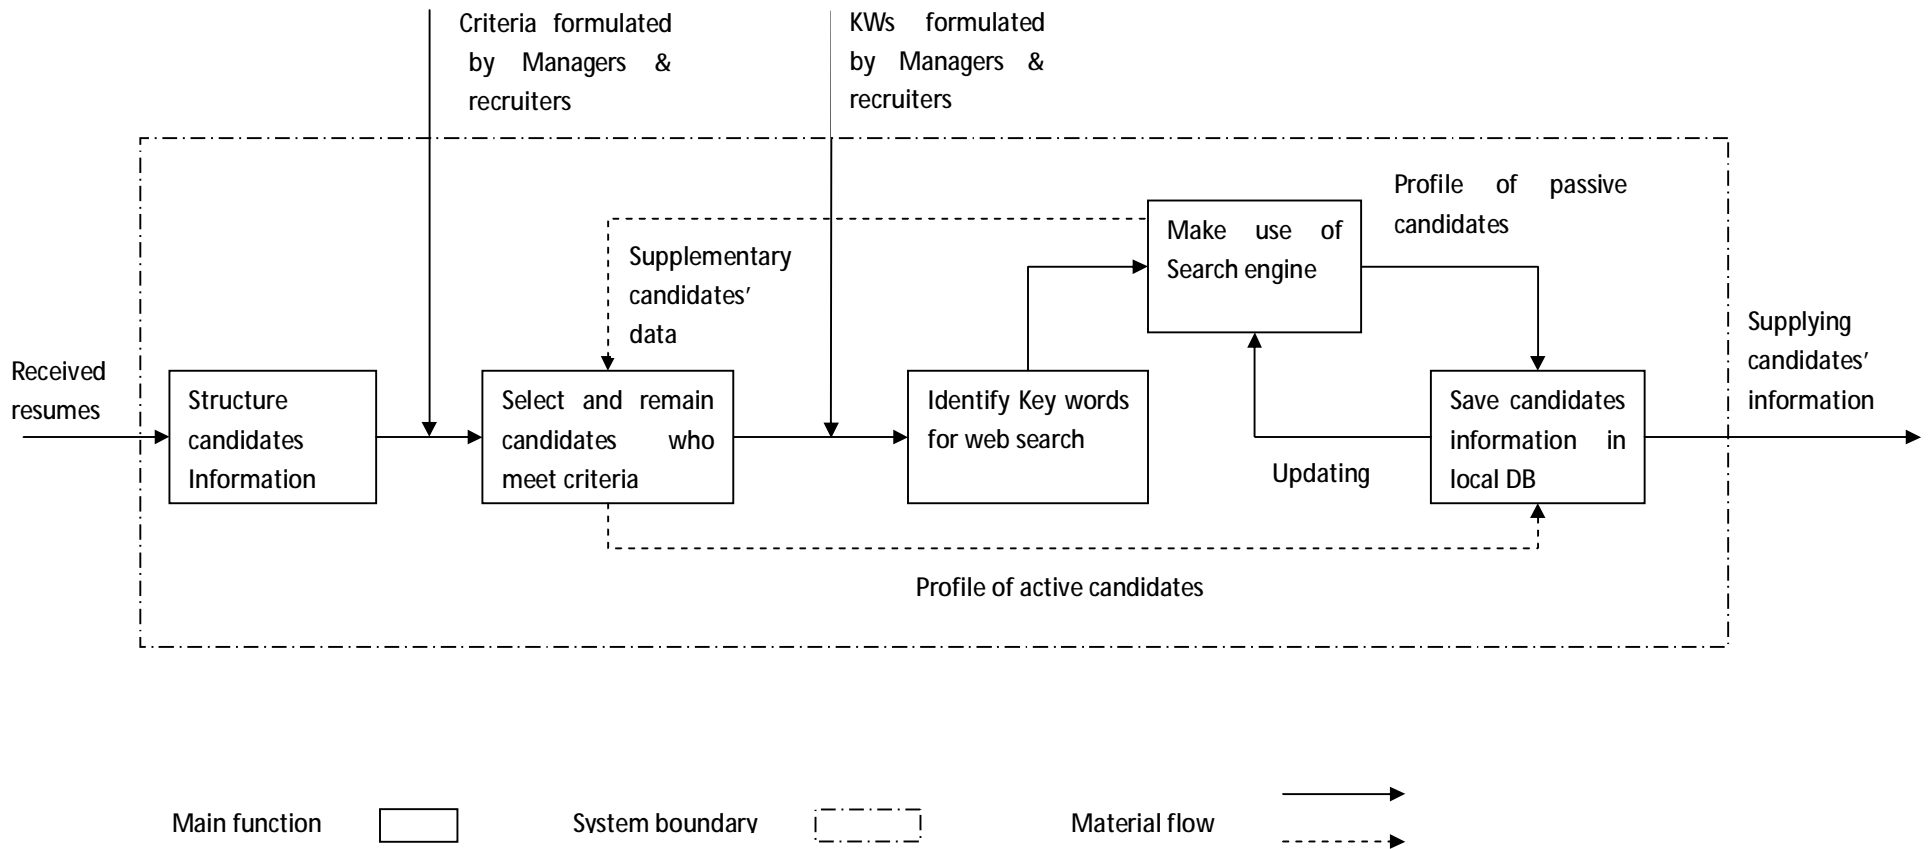 Criteria formulated
by Managers &
recruiters
KWs formulated
by Managers &
recruiters
Profile of passive
candidates
Make use of
Search engine
Supplementary
candidates’
data
Supplying
candidates’
information
Received
resumes
Structure
candidates
Information
Select and remain
candidates who
meet criteria
Identify Key words
for web search
Save candidates
information in
local DB
Updating
Profile of active candidates
Main function
System boundary
Material flow